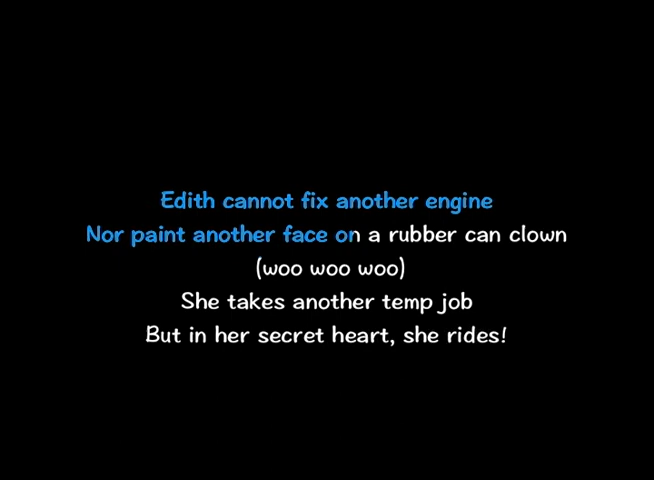 Edith cannot fix another engine
Nor paint another face on a rubber can clown
(woo woo woo)
She takes another temp job
But in her secret heart, she rides!